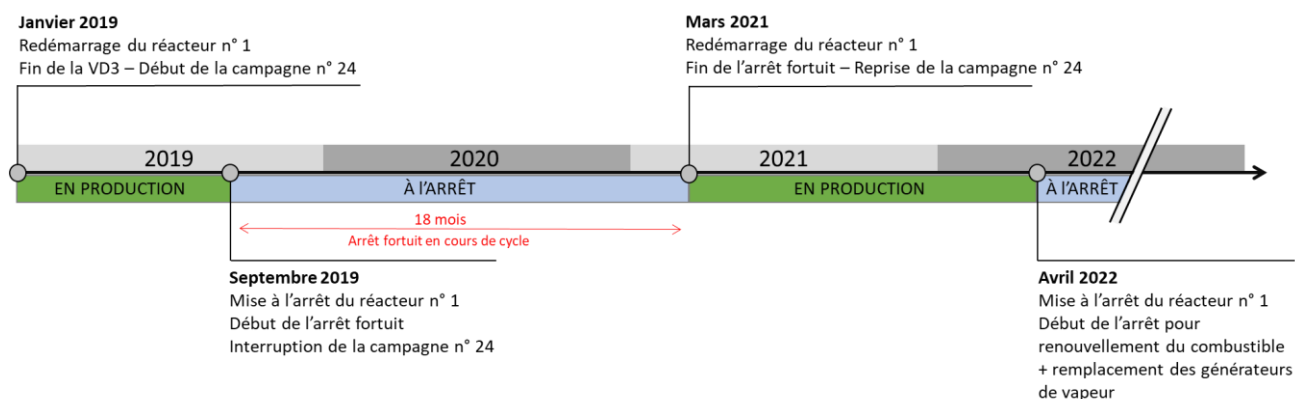 Janvier 2019
Redémarrage du réacteur n° 1
Fin de la VD3 – Début de la campagne n° 24
Mars 2021
Redémarrage du réacteur n° 1
Fin de l'arrêt fortuit – Reprise de la campagne n° 24
2019
2020
2021
2022
EN PRODUCTION
À l'ARRÊT
EN PRODUCTION
À l'ARRÊT
18 mois
Arrêt fortuit en cours de cycle
Septembre 2019
Mise à l'arrêt du réacteur n° 1
Début de l'arrêt fortuit
Interruption de la campagne n° 24
Avril 2022
Mise à l'arrêt du réacteur n° 1
Début de l'arrêt pour
renouvellement du combustible
+ remplacement des générateurs
de vapeur